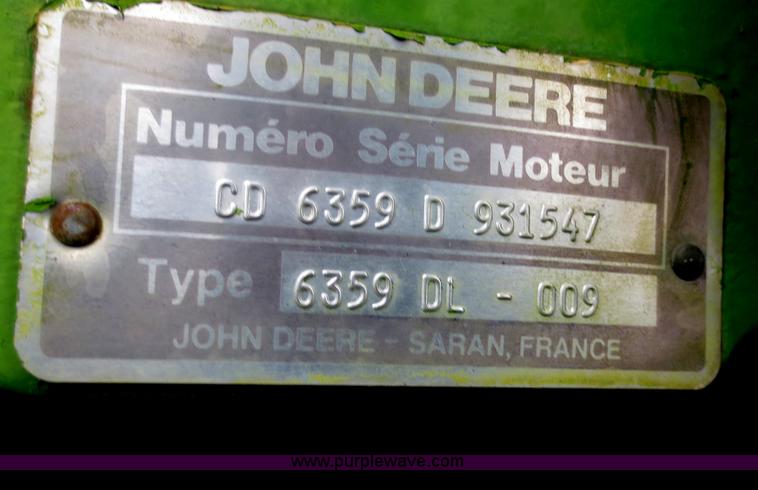 JOHN DEERE
Numéro Série Moteur
CD 6359 D 931547
Type 6359 DL - 009
JOHN DEERE - SARAN, FRANCE
www.purplewave.com